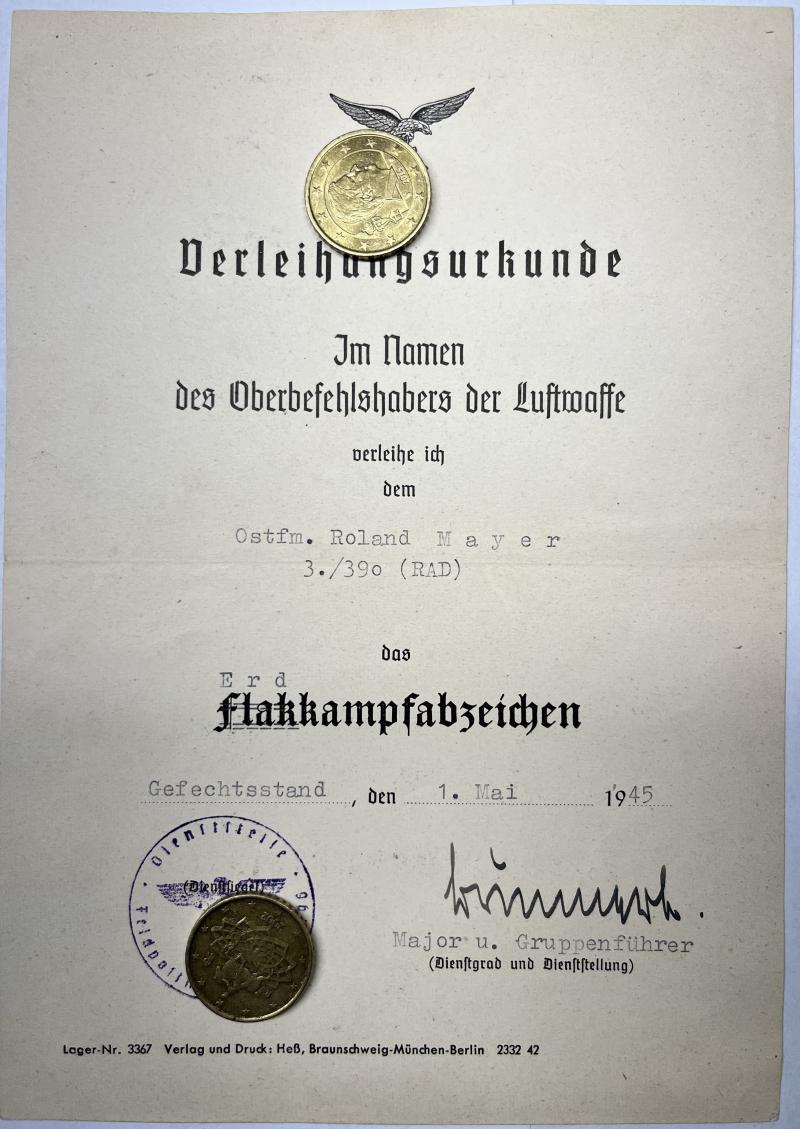 Verleihungsurkunde
Im Namen
des Oberbefehlshabers der Luftwaffe
verleihe ich
dem
Ostfm. Roland Mayer
3./39o (RAD)
das
Erd
Flakkampfabzeichen
Gefechtsstand, den 1. Mai 1945
Dienststelle
(Dienstsiegel)
Major u. Gruppenführer
(Dienstgrad und Dienststellung)
Lager-Nr. 3367 Verlag und Druck: Heß, Braunschweig-München-Berlin 2332 42